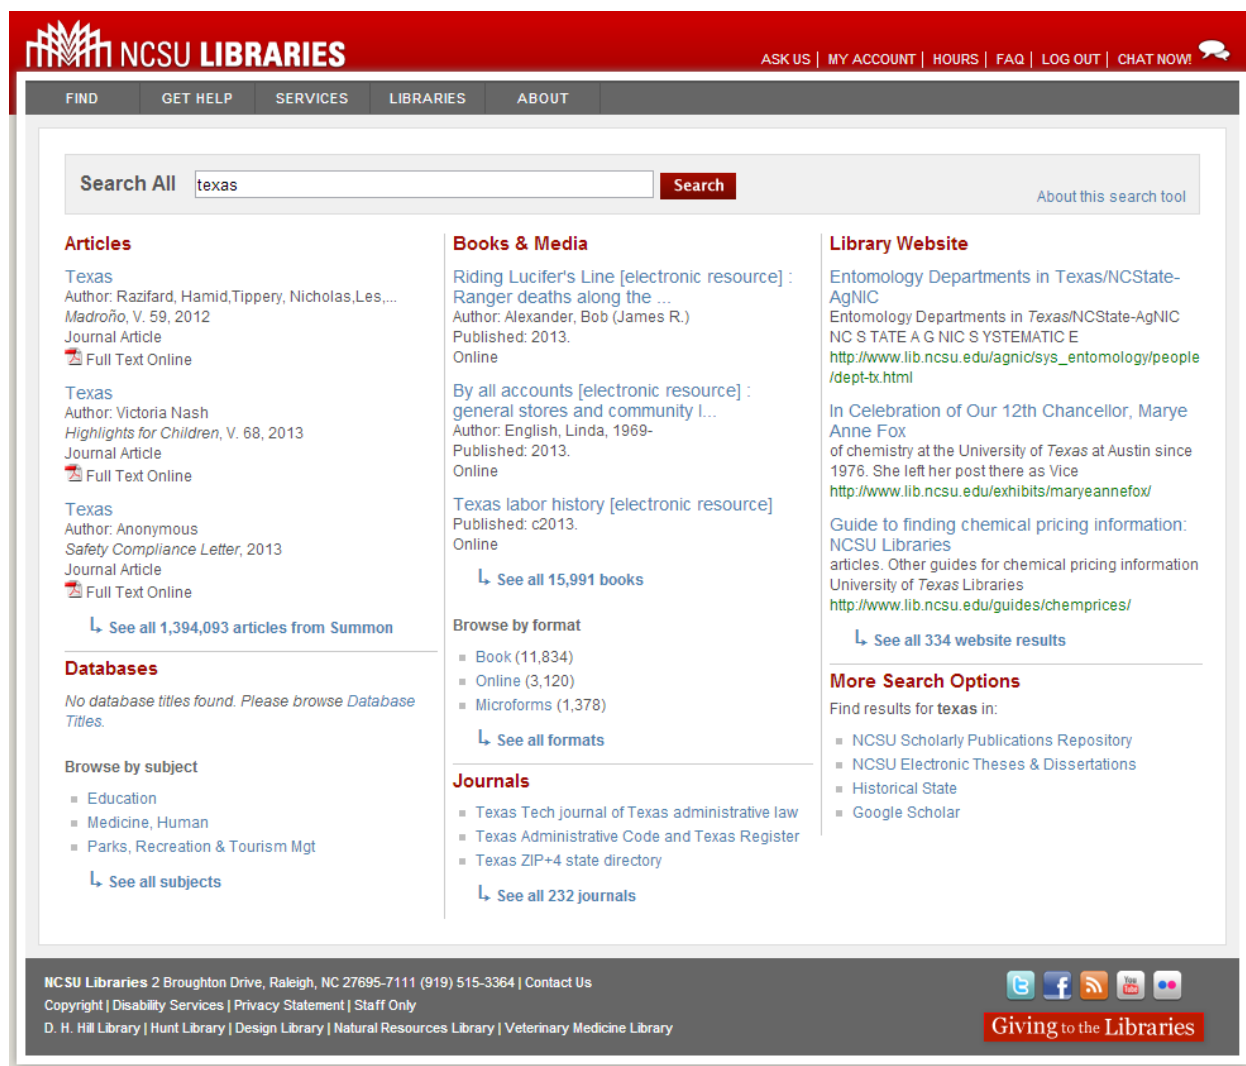 NCSU LIBRARIES
ASK US | MY ACCOUNT | HOURS | FAQ | LOG OUT | CHAT NOW!
FIND GET HELP SERVICES LIBRARIES ABOUT
Search All texas Search
About this search tool
Articles
Texas
Author: Razifard, Hamid,Tippery, Nicholas,Les,...
Madroño, V. 59, 2012
Journal Article
Full Text Online
Texas
Author: Victoria Nash
Highlights for Children, V. 68, 2013
Journal Article
Full Text Online
Texas
Author: Anonymous
Safety Compliance Letter, 2013
Journal Article
Full Text Online
See all 1,394,093 articles from Summon
Databases
No database titles found. Please browse Database
Titles.
Browse by subject
Education
Medicine, Human
Parks, Recreation & Tourism Mgt
See all subjects
Books & Media
Riding Lucifer's Line [electronic resource] :
Ranger deaths along the ...
Author: Alexander, Bob (James R.)
Published: 2013.
Online
By all accounts [electronic resource] :
general stores and community l...
Author: English, Linda, 1969-
Published: 2013.
Online
Texas labor history [electronic resource]
Published: c2013.
Online
See all 15,991 books
Browse by format
Book (11,834)
Online (3,120)
Microforms (1,378)
See all formats
Journals
Texas Tech journal of Texas administrative law
Texas Administrative Code and Texas Register
Texas ZIP+4 state directory
See all 232 journals
Library Website
Entomology Departments in Texas/NCState-
AgNIC
Entomology Departments in Texas/NCState-AgNIC
NC S TATE A G NIC S YSTEMATIC E
http://www.lib.ncsu.edu/agnic/sys_entomology/people
/dept-tx.html
In Celebration of Our 12th Chancellor, Marye
Anne Fox
of chemistry at the University of Texas at Austin since
1976. She left her post there as Vice
http://www.lib.ncsu.edu/exhibits/maryeannefox/
Guide to finding chemical pricing information:
NCSU Libraries
articles. Other guides for chemical pricing information
University of Texas Libraries
http://www.lib.ncsu.edu/guides/chemprices/
See all 334 website results
More Search Options
Find results for texas in:
NCSU Scholarly Publications Repository
NCSU Electronic Theses & Dissertations
Historical State
Google Scholar
NCSU Libraries 2 Broughton Drive, Raleigh, NC 27695-7111 (919) 515-3364 | Contact Us
Copyright | Disability Services | Privacy Statement | Staff Only
D. H. Hill Library | Hunt Library | Design Library | Natural Resources Library | Veterinary Medicine Library
You Tube
Giving to the Libraries